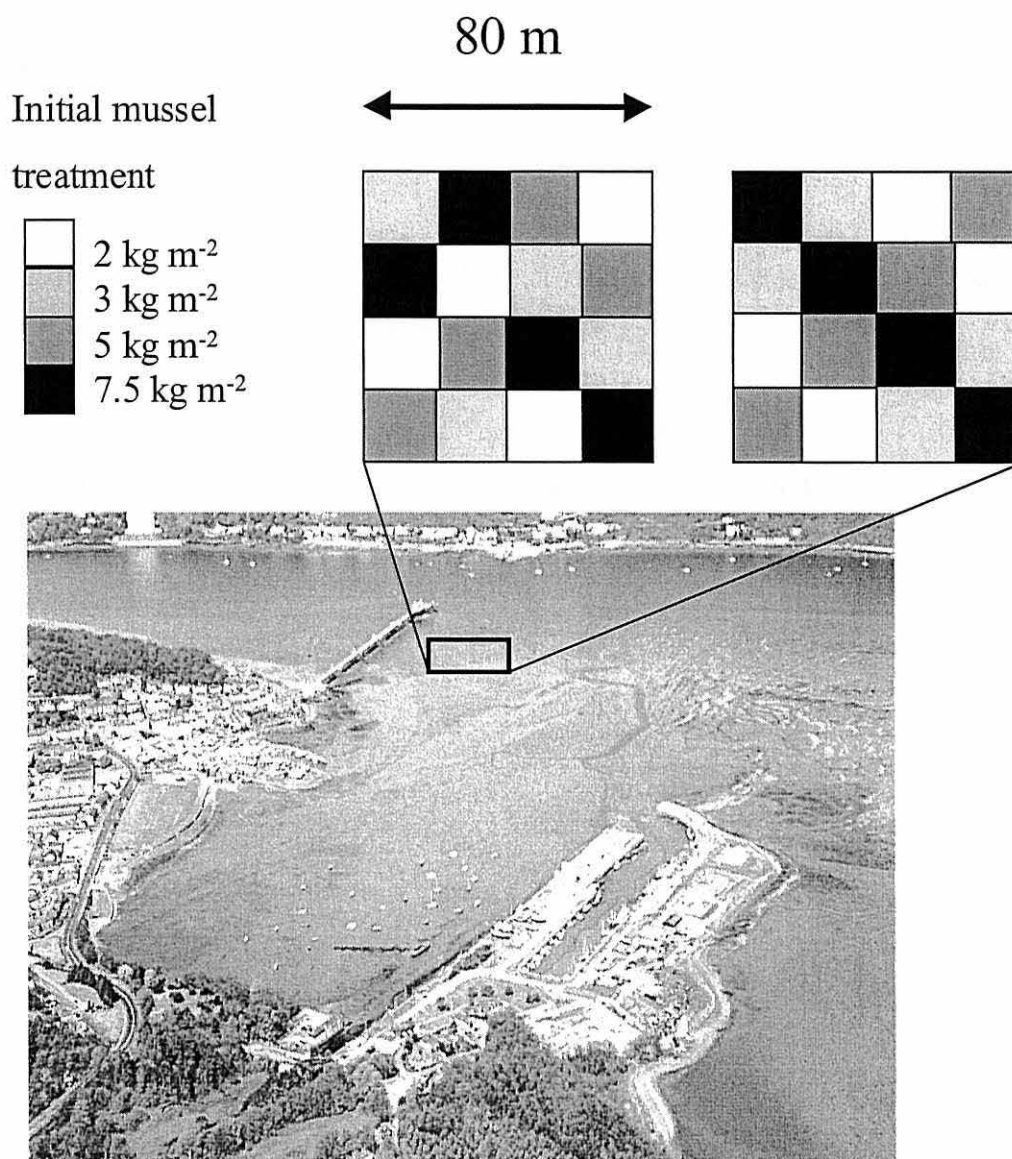 80 m
Initial mussel
treatment
2 kg m⁻²
3 kg m⁻²
5 kg m⁻²
7.5 kg m⁻²